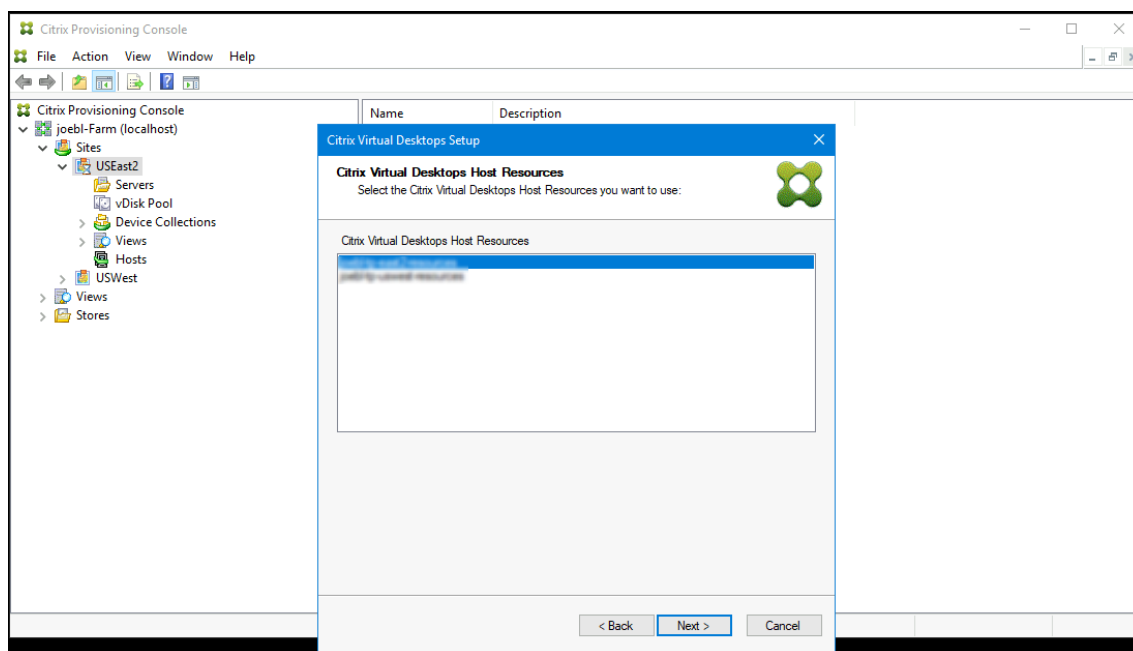 Citrix Provisioning Console
File Action View Window Help
Citrix Provisioning Console
joebl-Farm (localhost)
Sites
USEast2
Servers
vDisk Pool
Device Collections
Views
Hosts
USWest
Views
Stores
Name Description
Citrix Virtual Desktops Setup
Citrix Virtual Desktops Host Resources
Select the Citrix Virtual Desktops Host Resources you want to use:
Citrix Virtual Desktops Host Resources
< Back Next > Cancel